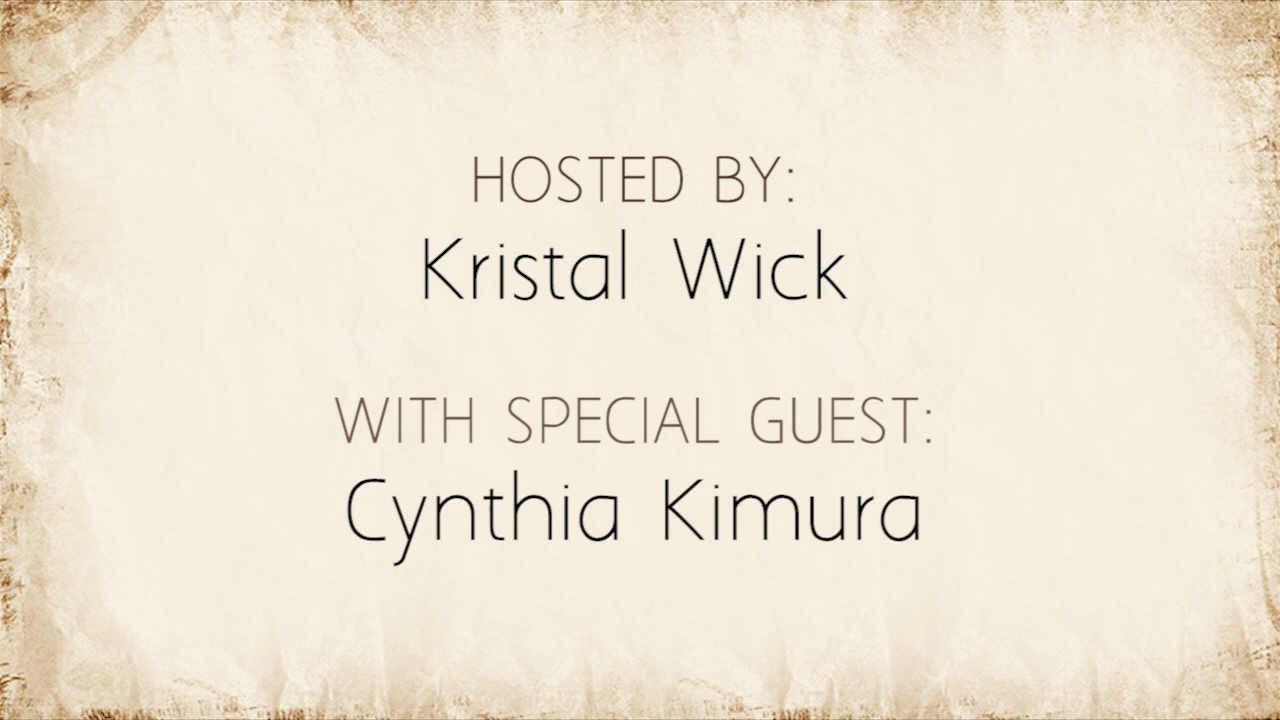 HOSTED BY:
Kristal Wick
WITH SPECIAL GUEST:
Cynthia Kimura